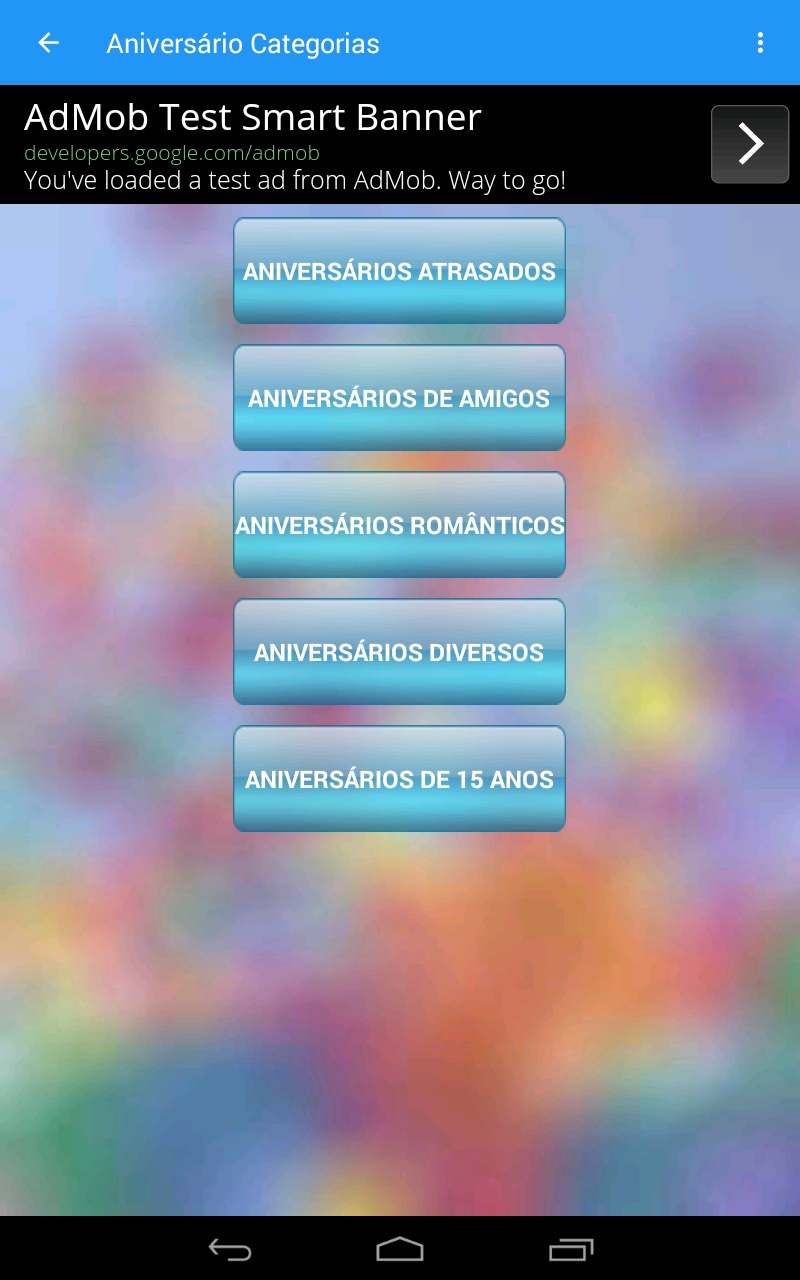 Aniversário Categorias
AdMob Test Smart Banner
developers.google.com/admob
You've loaded a test ad from AdMob. Way to go!
ANIVERSÁRIOS ATRASADOS
ANIVERSÁRIOS DE AMIGOS
ANIVERSÁRIOS ROMÂNTICOS
ANIVERSÁRIOS DIVERSOS
ANIVERSÁRIOS DE 15 ANOS